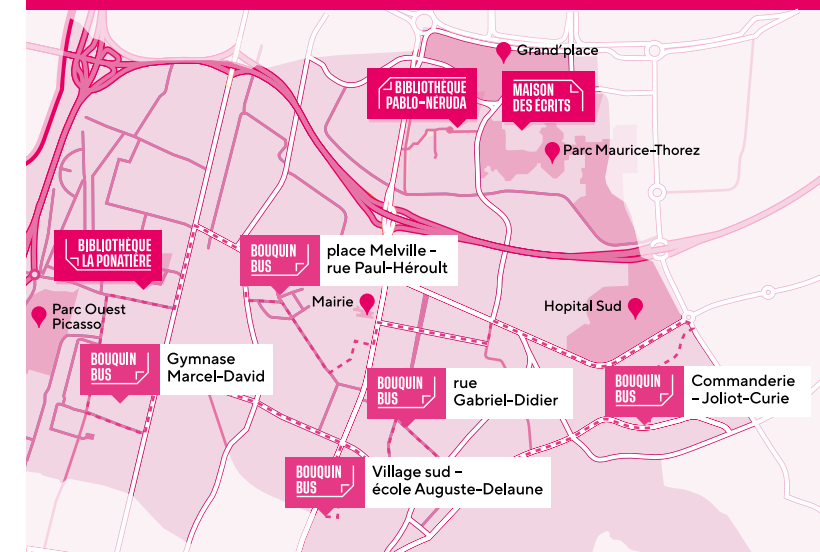 Grand'place
BIBLIOTHÈQUE
PABLO-NÉRUDA
MAISON
DES ÉCRITS
Parc Maurice-Thorez
BIBLIOTHÈQUE
LA PONATIÈRE
BOUQUIN
BUS
place Melville -
rue Paul-Héroult
Mairie
Hopital Sud
Parc Ouest
Picasso
BOUQUIN
BUS
Gymnase
Marcel-David
BOUQUIN
BUS
rue
Gabriel-Didier
BOUQUIN
BUS
Commanderie
-Joliot-Curie
BOUQUIN
BUS
Village sud -
école Auguste-Delaune